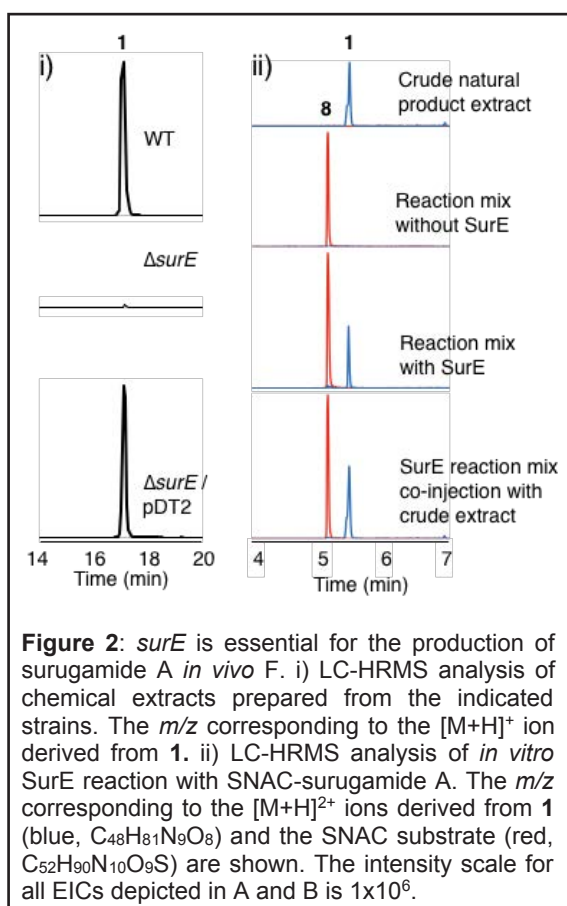 1
i)
WT
ΔsurE
ΔsurE /
pDT2
14 16 18 20
Time (min)
1
ii)
8
Crude natural
product extract
Reaction mix
without SurE
Reaction mix
with SurE
SurE reaction mix
co-injection with
crude extract
4 5 6 7
Time (min)
Figure 2: surE is essential for the production of
surugamide A in vivo F. i) LC-HRMS analysis of
chemical extracts prepared from the indicated
strains. The m/z corresponding to the [M+H]⁺ ion
derived from 1. ii) LC-HRMS analysis of in vitro
SurE reaction with SNAC-surugamide A. The m/z
corresponding to the [M+H]²⁺ ions derived from 1
(blue, C₄₈H₈₁N₉O₈) and the SNAC substrate (red,
C₅₂H₉₀N₁₀O₉S) are shown. The intensity scale for
all EICs depicted in A and B is 1x10⁶.